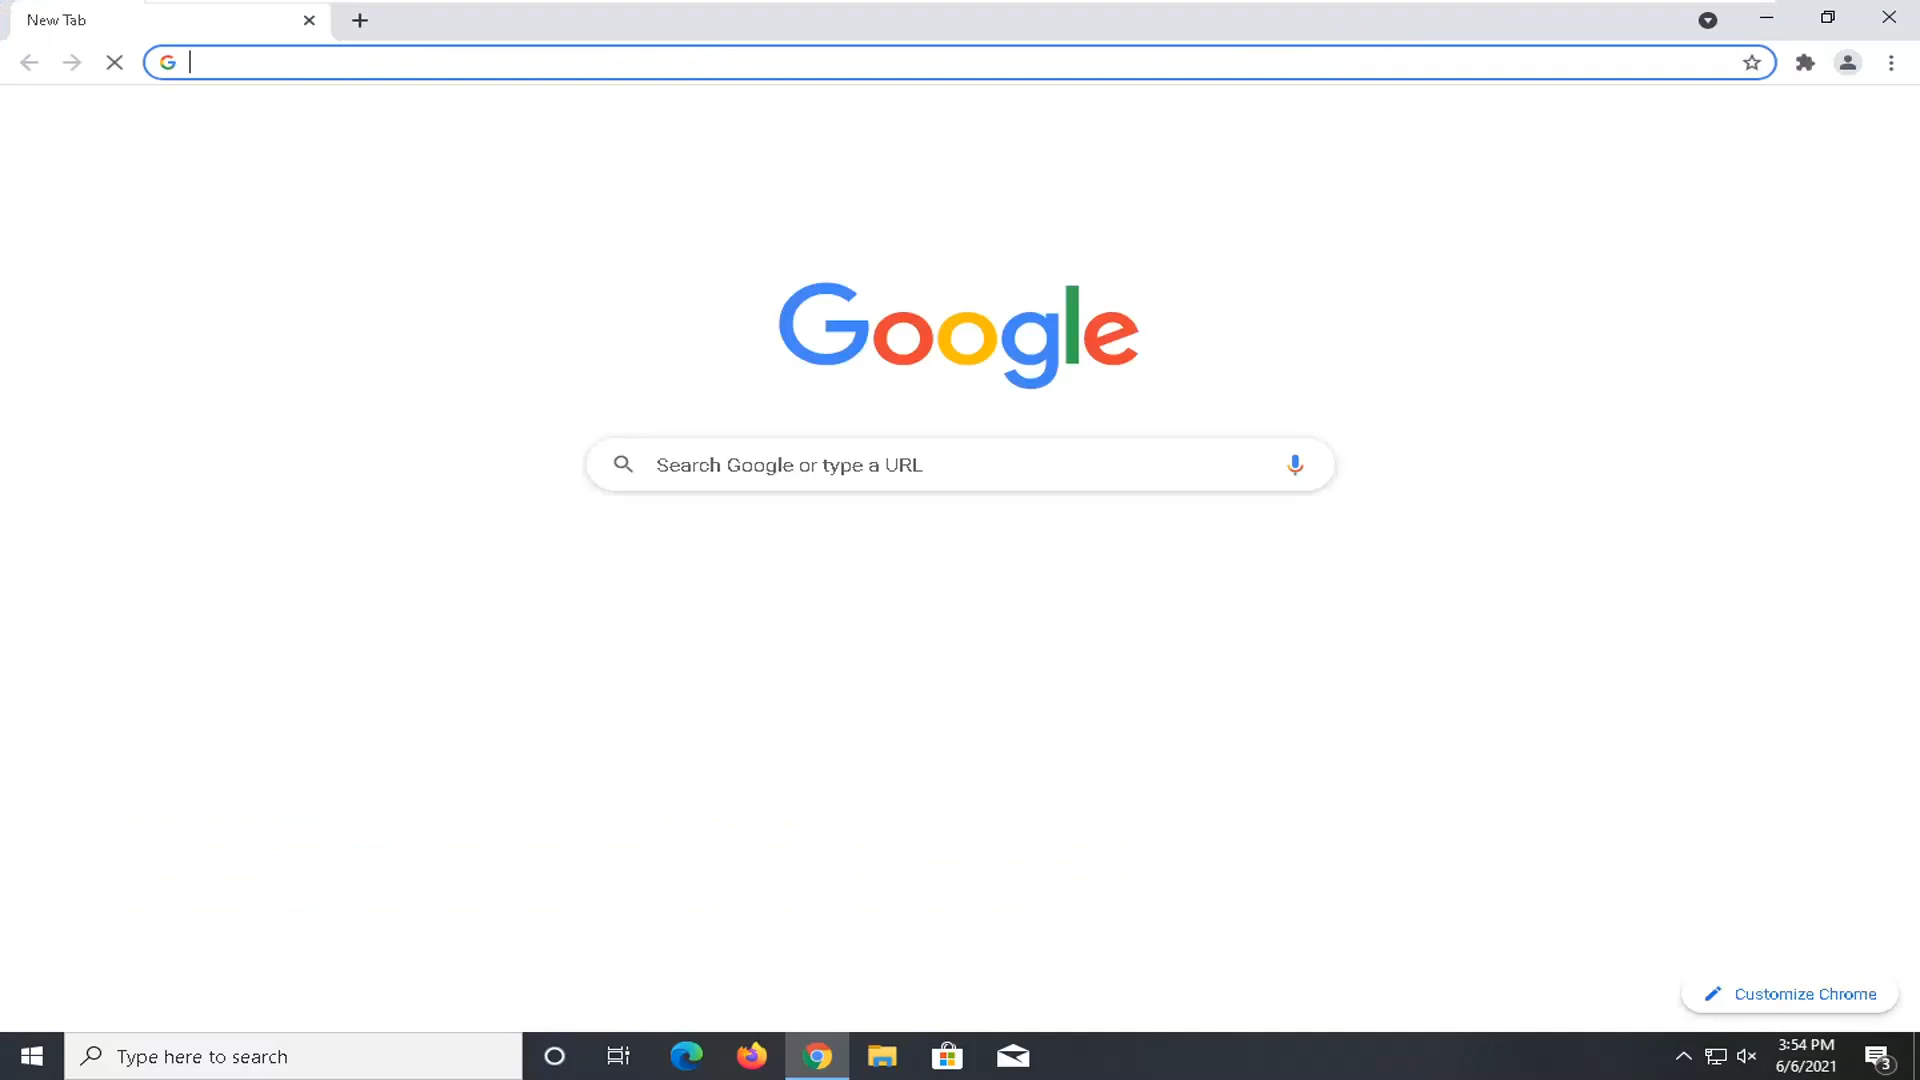 New Tab
Google
Search Google or type a URL
Customize Chrome
Type here to search
3:54 PM
6/6/2021
3